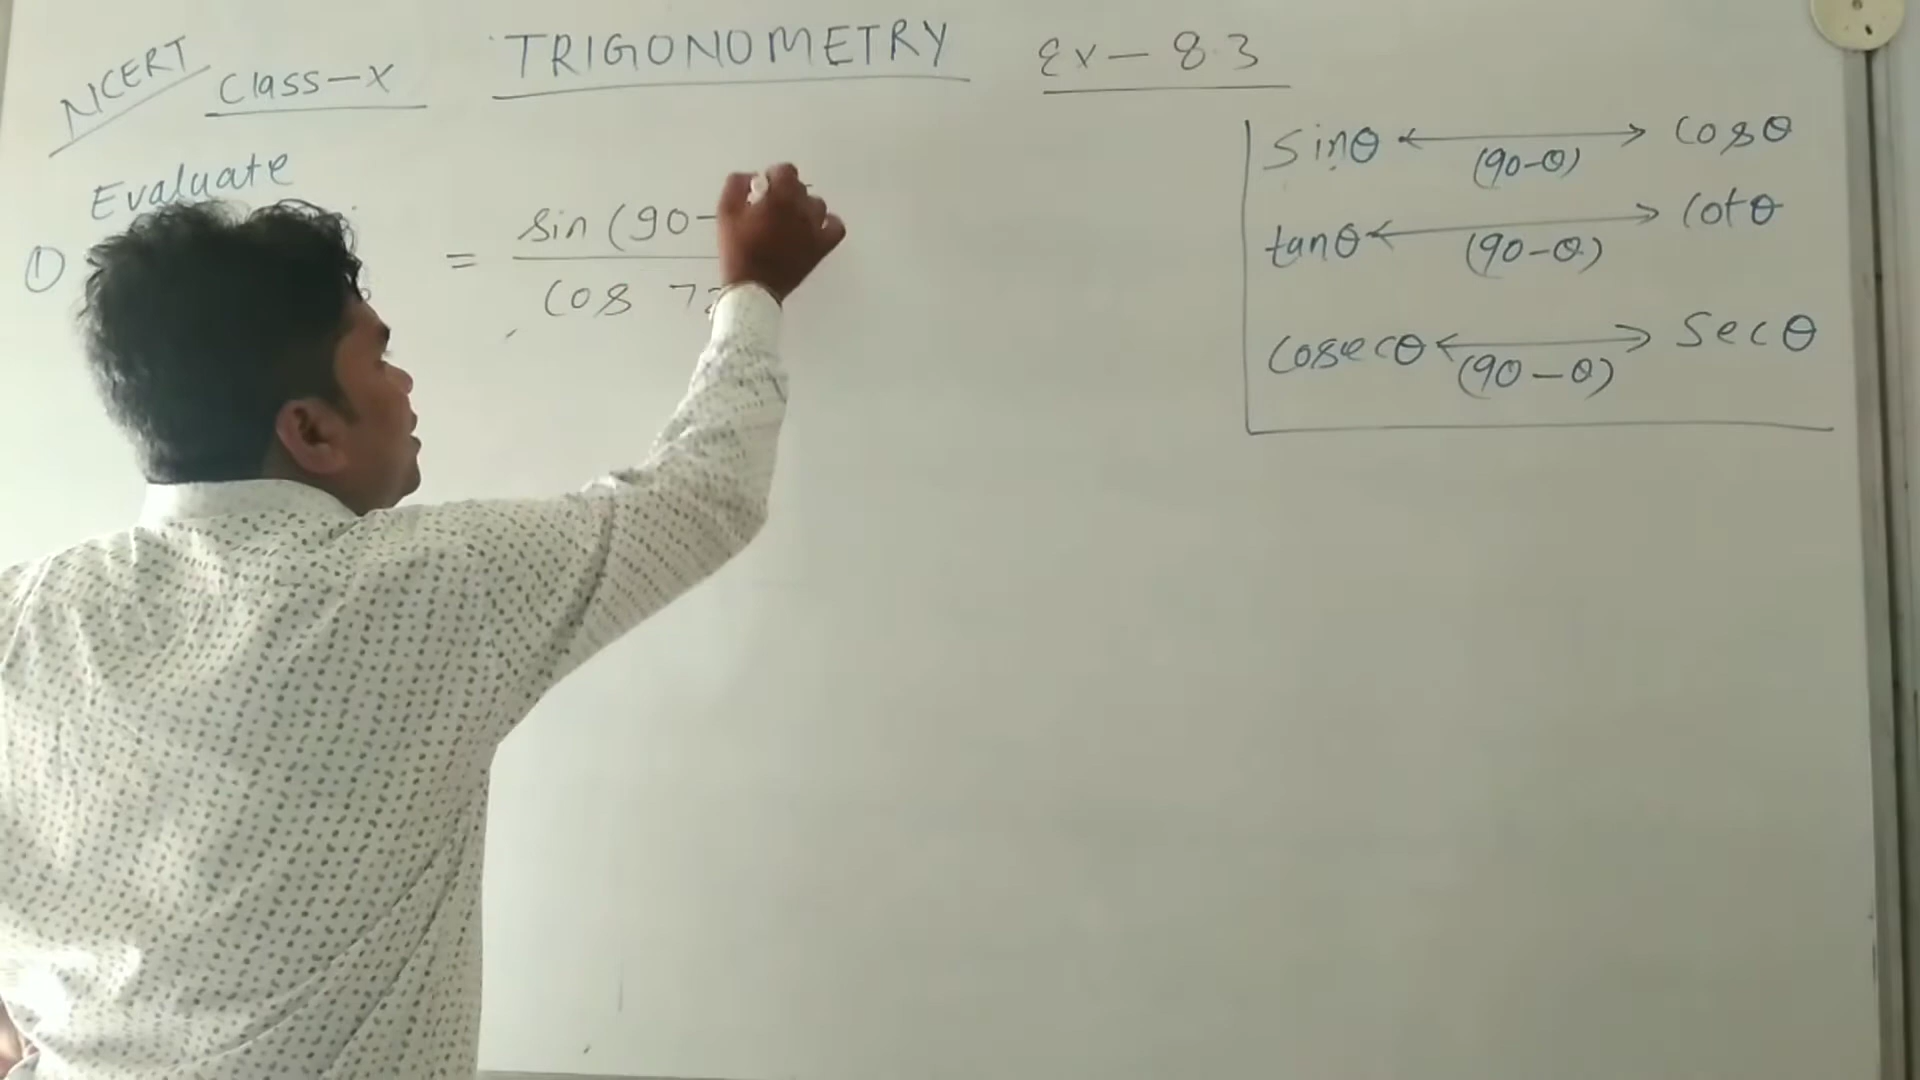 NCERT Class-X TRIGONOMETRY Ex-8.3
Evaluate
①
= sin (90-
cos 72
sinθ ↔ cosθ
(90-θ)
tanθ ↔ cotθ
(90-θ)
cosecθ ↔ secθ
(90-θ)